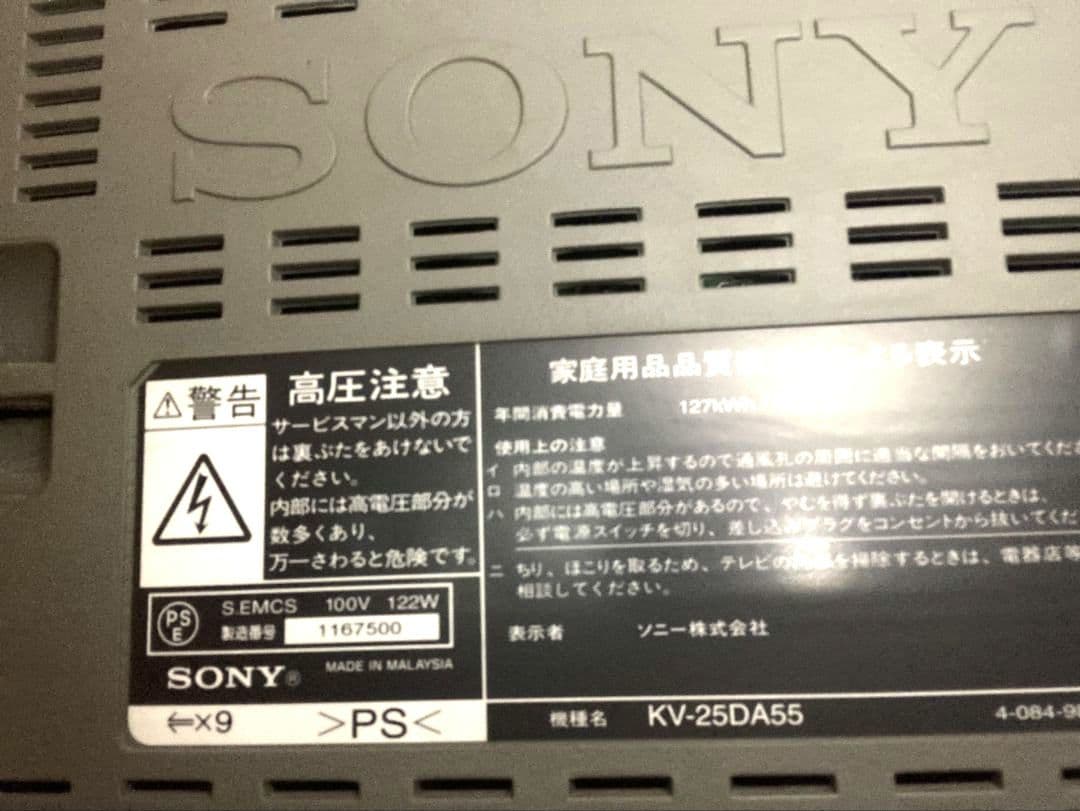 SONY
警告
高圧注意
サービスマン以外の方
は裏ぶたをあけないで
ください。
内部には高電圧部分が
数多くあり、
万一さわると危険です。
PS
E
S.EMCS 100V 122W
製造番号 1167500
SONY® MADE IN MALAYSIA
⇐×9 >PS<
家庭用品品質 表示
年間消費電力量 127kWh
使用上の注意
イ 内部の温度が上昇するので通風孔の周囲に適当な間隔をおいてくだ
ロ 温度の高い場所や湿気の多い場所は避けてください。
ハ 内部には高電圧部分があるので、やむを得ず裏ぶたを開けるときは、
必ず電源スイッチを切り、差し込みプラグをコンセントから抜いてくだ
ニ ちり、ほこりを取るため、テレビの を掃除するときは、電器店等
相談してください。
表示者 ソニー株式会社
機種名 KV-25DA55 4-084-9